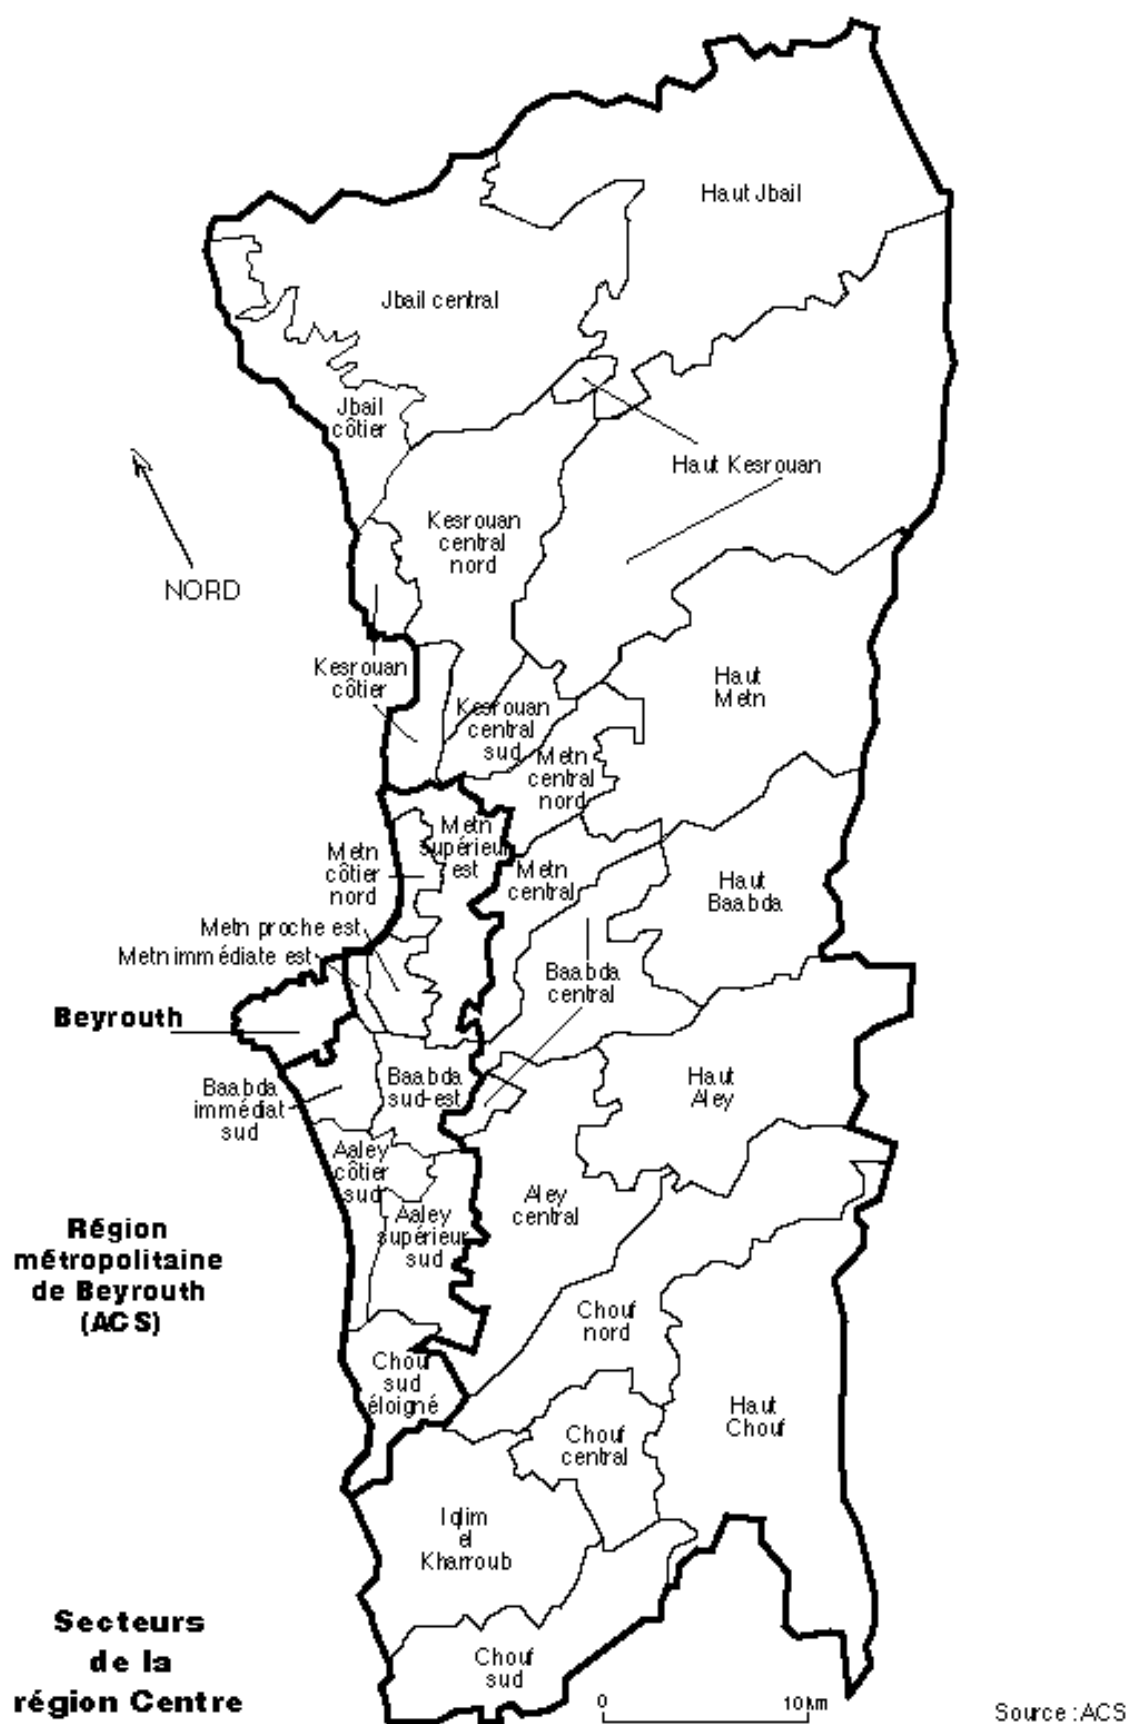 Haut Jbail
Jbail central
Jbail
côtier
Haut Kesrouan
Kesrouan
central
nord
NORD
Kesrouan
côtier
Kesrouan
central
sud
Haut
Metn
Metn
central
nord
Metn
supérieur
est
Metn
côtier
nord
Metn
central
Haut
Baabda
Metn proche est
Metn immédiate est
Baabda
central
Beyrouth
Baabda
immédiat
sud
Baabda
sud-est
Haut
Aley
Aaley
côtier
sud
Aley
central
Aaley
supérieur
sud
Région
métropolitaine
de Beyrouth
(ACS)
Chouf
nord
Chouf
sud
éloigné
Haut
Chouf
Chouf
central
Iqlim
el
Kharroub
Secteurs
de la
région Centre
Chouf
sud
0 10 km
Source : ACS